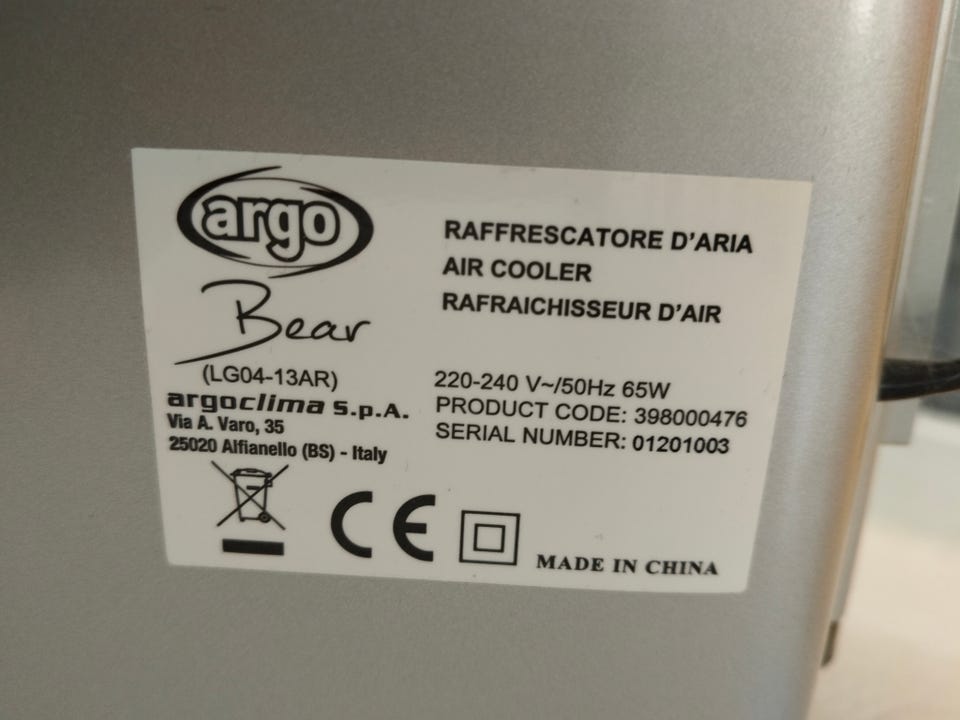 argo
Bear
(LG04-13AR)
argoclima S.p.A.
Via A. Varo, 35
25020 Alfianello (BS) - Italy
RAFFRESCATORE D'ARIA
AIR COOLER
RAFRAICHISSEUR D'AIR
220-240 V~/50Hz 65W
PRODUCT CODE: 398000476
SERIAL NUMBER: 01201003
CE
MADE IN CHINA